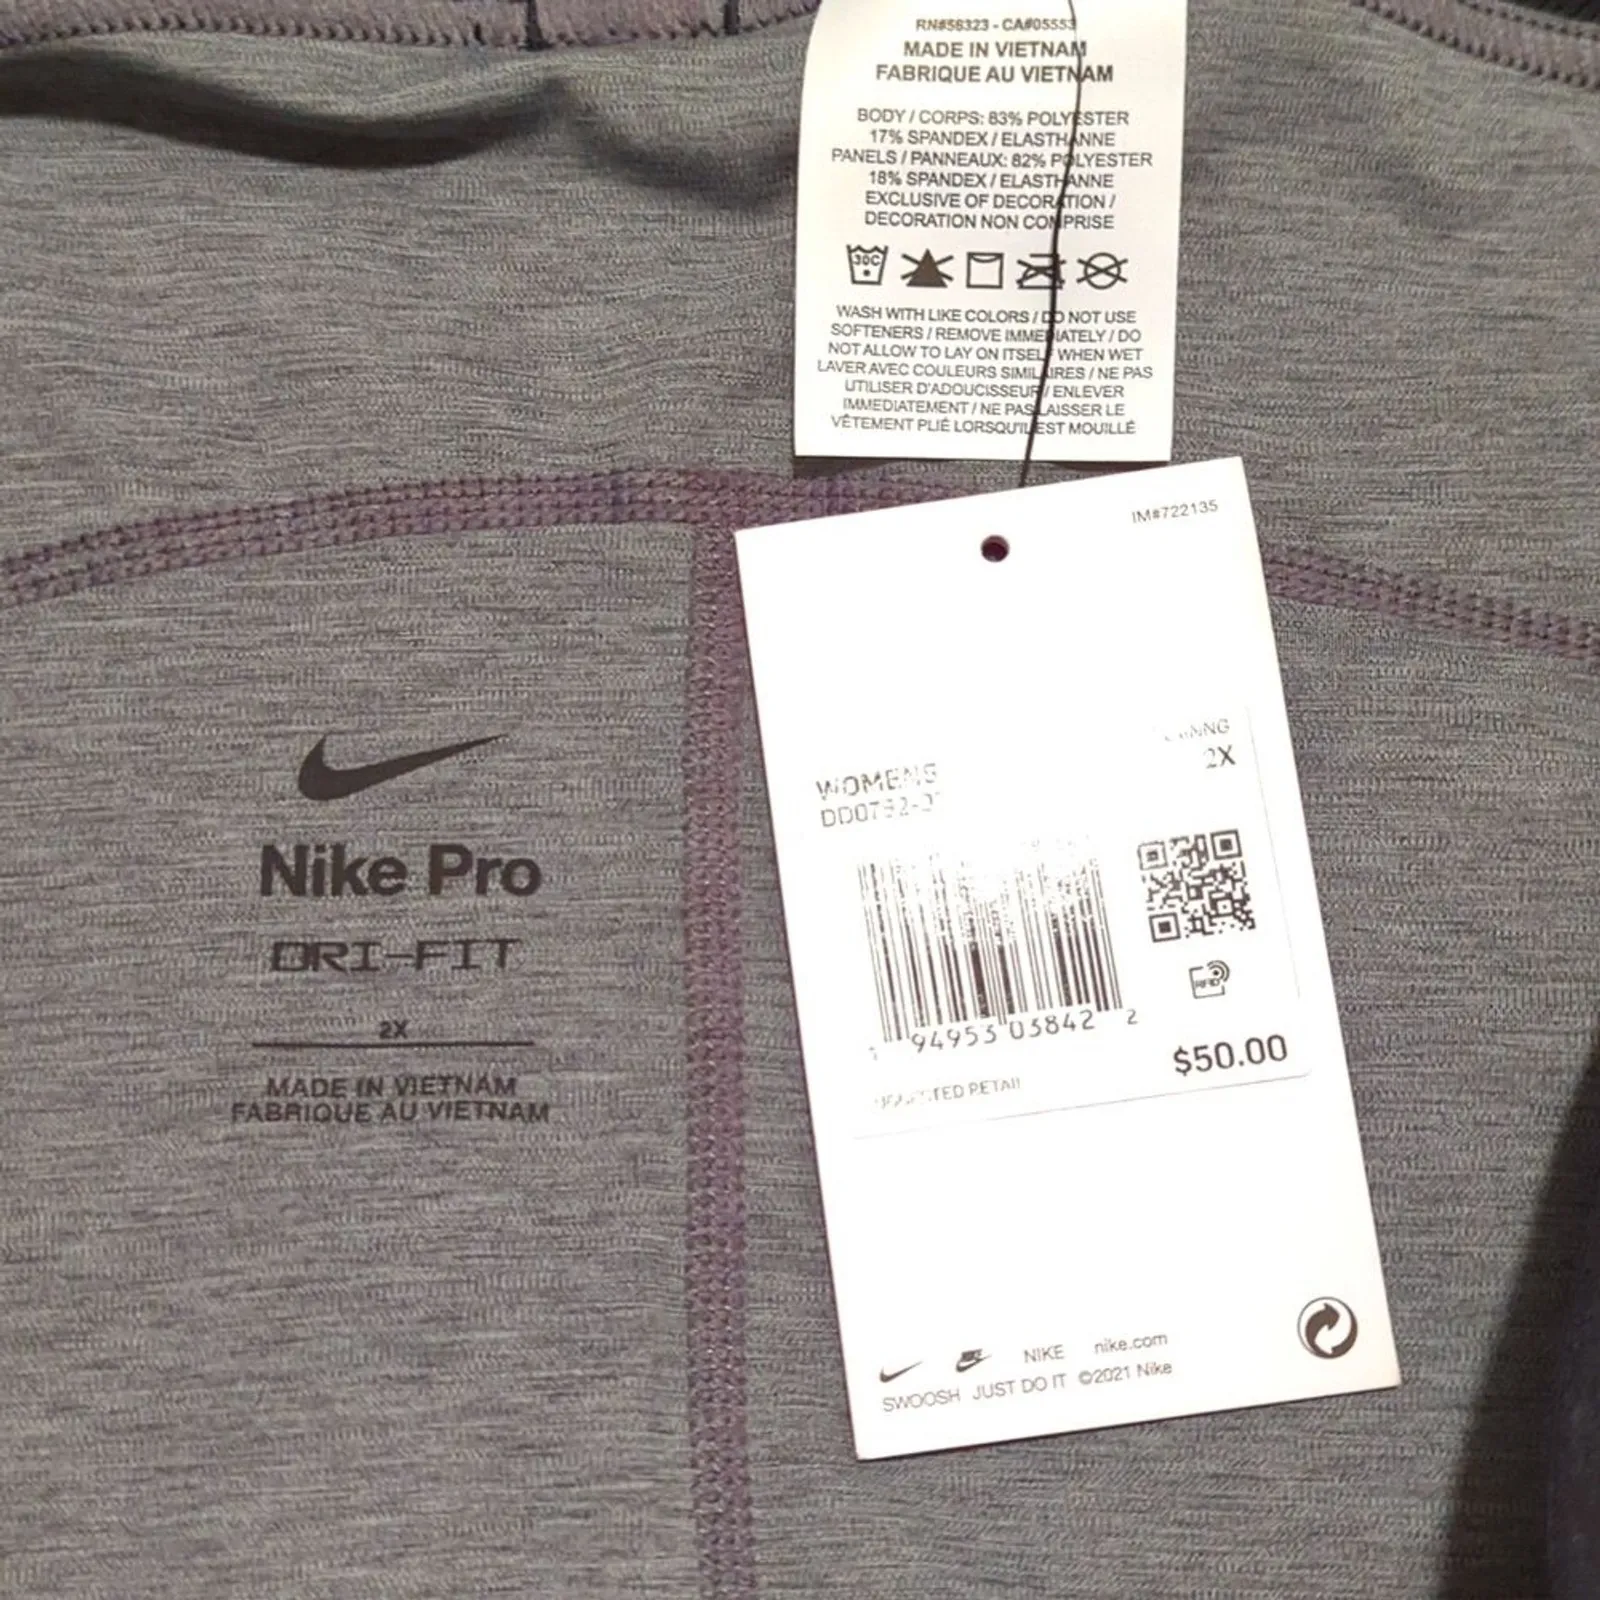 RN#56323 - CA#05553
MADE IN VIETNAM
FABRIQUE AU VIETNAM
BODY / CORPS: 83% POLYESTER
17% SPANDEX / ELASTHANNE
PANELS / PANNEAUX: 82% POLYESTER
18% SPANDEX / ELASTHANNE
EXCLUSIVE OF DECORATION /
DECORATION NON COMPRISE
30C
WASH WITH LIKE COLORS / DO NOT USE
SOFTENERS / REMOVE IMMEDIATELY / DO
NOT ALLOW TO LAY ON ITSELF WHEN WET
LAVER AVEC COULEURS SIMILAIRES / NE PAS
UTILISER D'ADOUCISSEUR / ENLEVER
IMMEDIATEMENT / NE PAS LAISSER LE
VÊTEMENT PLIÉ LORSQU'IL EST MOUILLÉ
IM#722135
2X
WOMENS
RFID
94953 03842 2
$50.00
RETAIL
NIKE nike.com
SWOOSH JUST DO IT ©2021 Nike
Nike Pro
DRI-FIT
2X
MADE IN VIETNAM
FABRIQUE AU VIETNAM